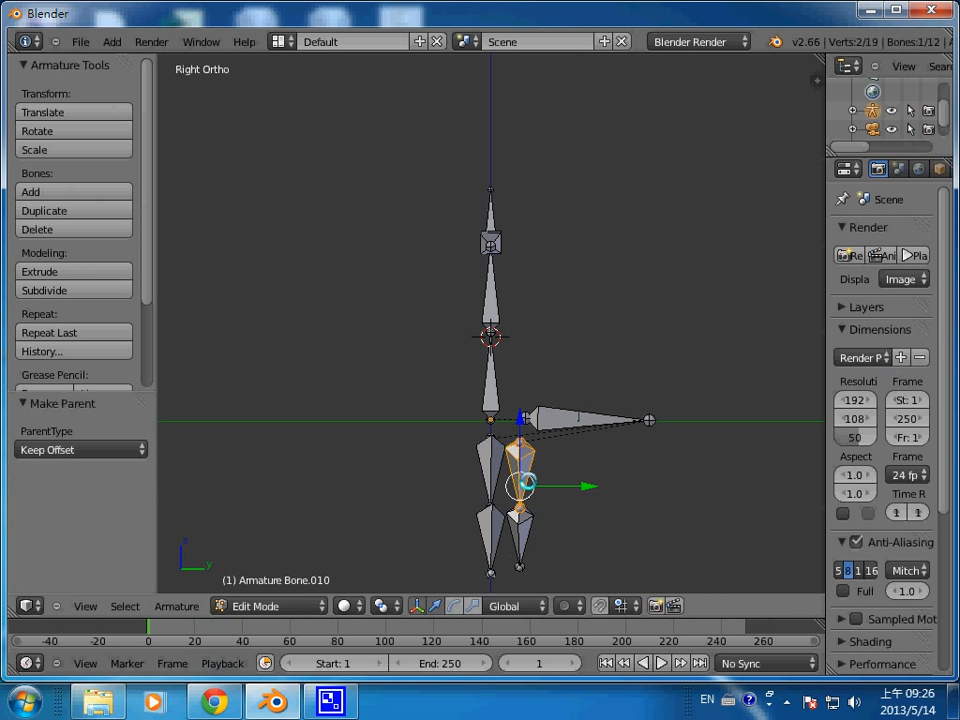 Blender
File Add Render Window Help Default Scene Blender Render v2.66 | Verts:2/19 | Bones:1/12 |
Armature Tools
Transform:
Translate
Rotate
Scale
Bones:
Add
Duplicate
Delete
Modeling:
Extrude
Subdivide
Repeat:
Repeat Last
History...
Grease Pencil:
Make Parent
ParentType
Keep Offset
Right Ortho
z
y
(1) Armature Bone.010
View Select Armature Edit Mode Global
-40 -20 0 20 40 60 80 100 120 140 160 180 200 220 240 260
View Marker Frame Playback Start: 1 End: 250 1 No Sync
View Sear
Scene
Render
Re Ani Pla
Displa Image
Layers
Dimensions
Render P
Resoluti Frame
192 St: 1
108 250
50 Fr: 1
Aspect Frame
1.0 24 fp
1.0 Time R
1 1
Anti-Aliasing
5 8 1 16 Mitch
Full 1.0
Sampled Mot
Shading
Performance
EN
上午 09:26
2013/5/14